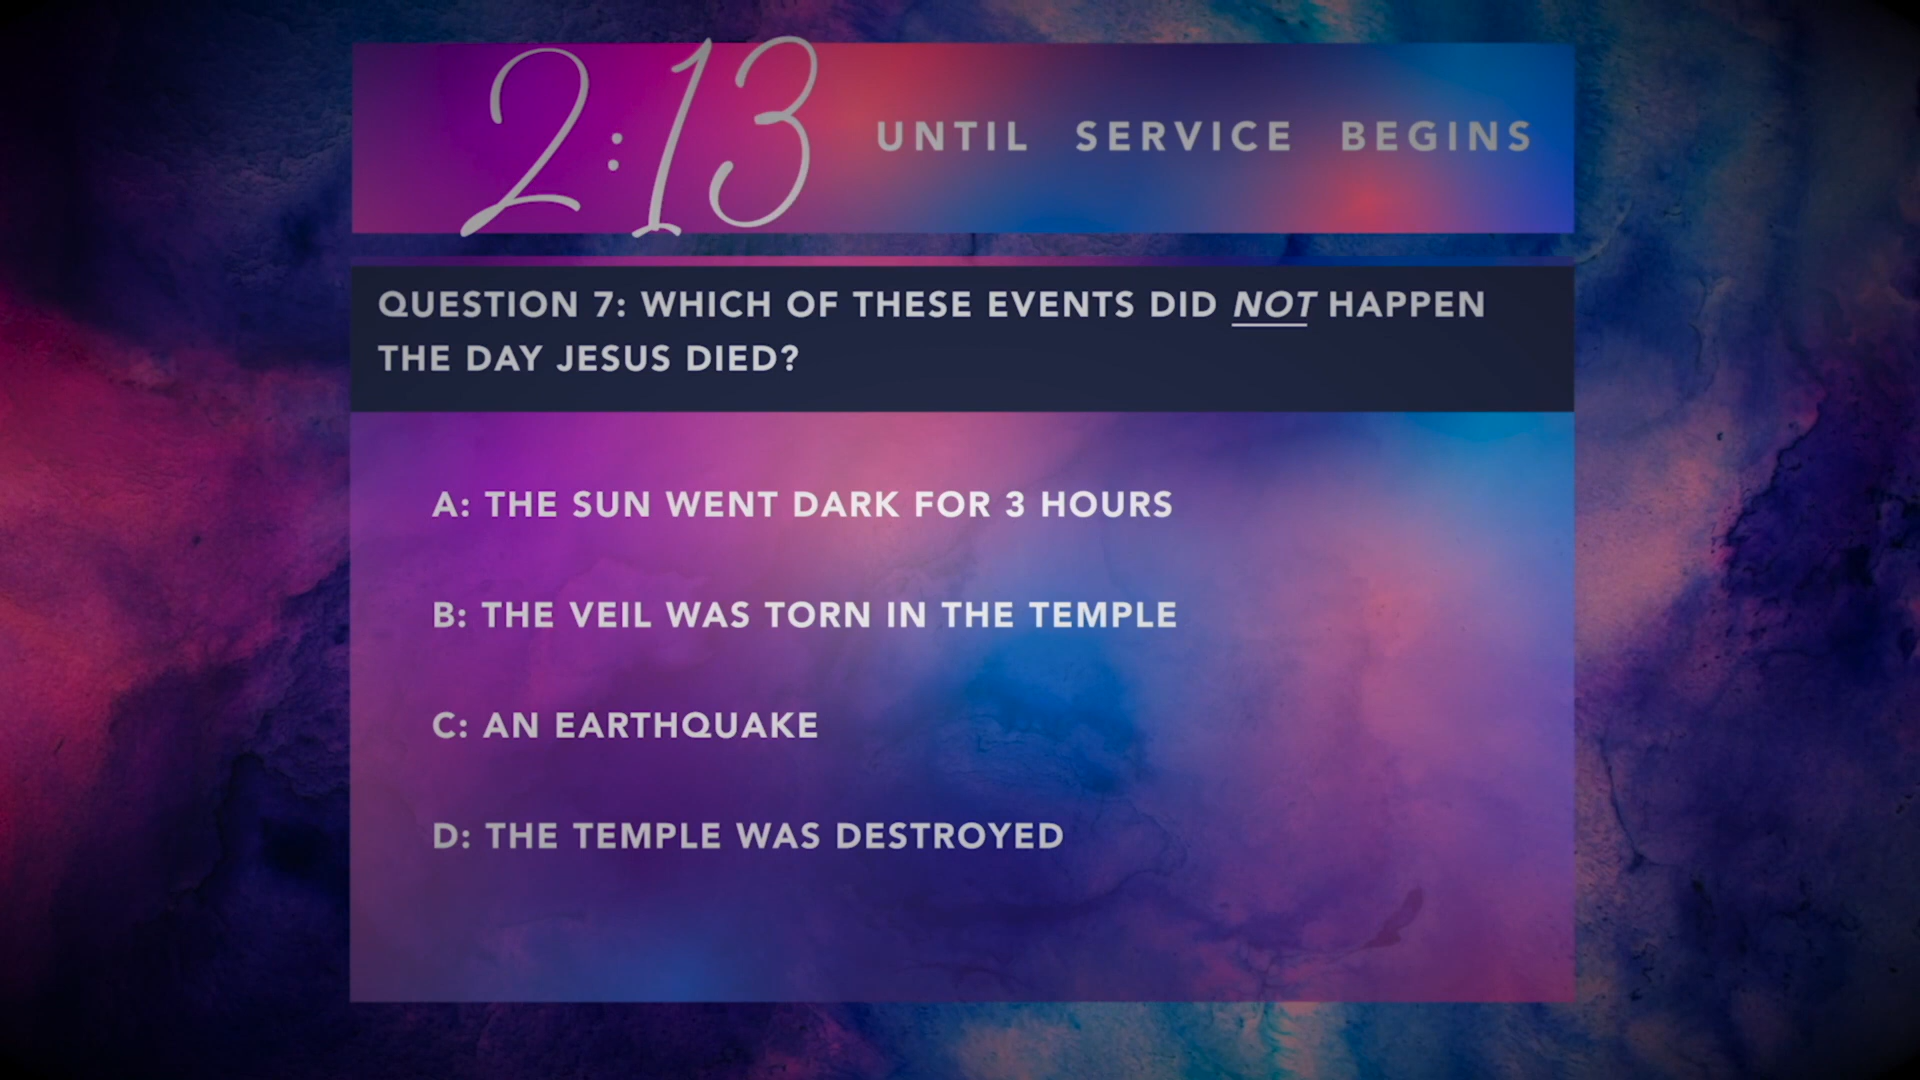 2:13 UNTIL SERVICE BEGINS
QUESTION 7: WHICH OF THESE EVENTS DID NOT HAPPEN
THE DAY JESUS DIED?
A: THE SUN WENT DARK FOR 3 HOURS
B: THE VEIL WAS TORN IN THE TEMPLE
C: AN EARTHQUAKE
D: THE TEMPLE WAS DESTROYED